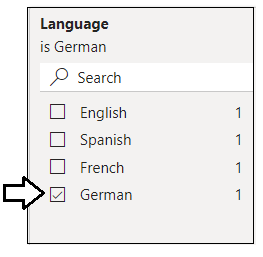 Language
is German
Search
English 1
Spanish 1
French 1
German 1